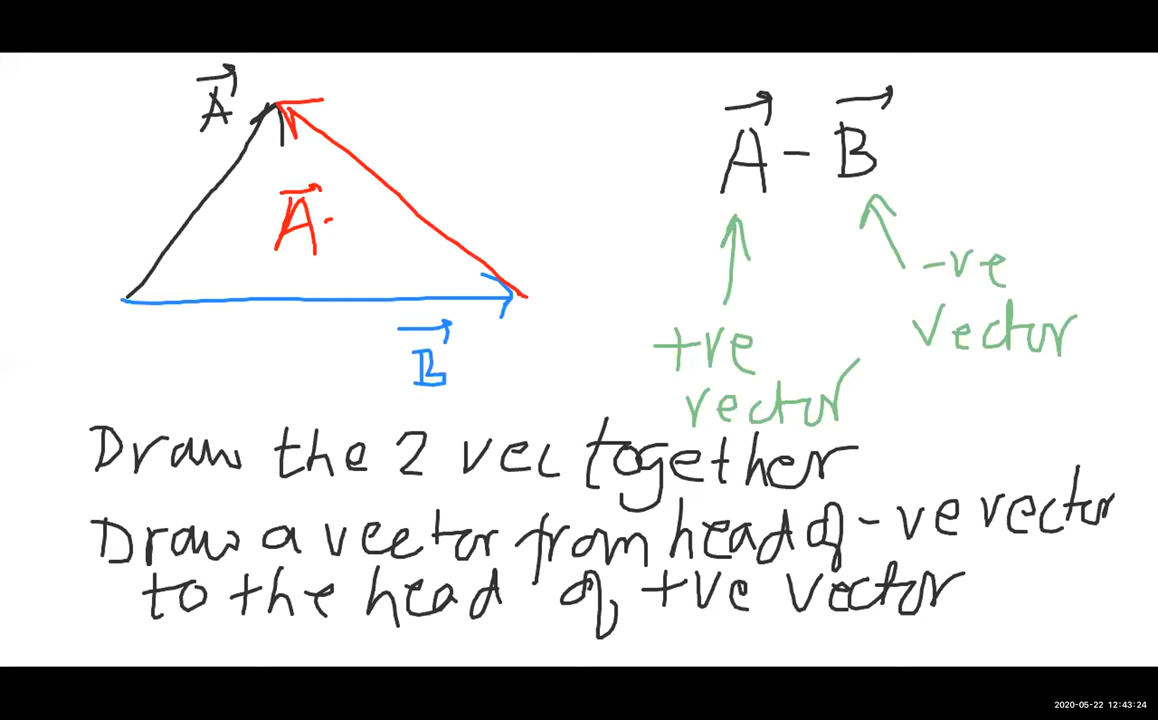 A
A - B
A -
-ve
vector
+ve
vector
B
Draw the 2 vec together
Draw a vector from head of -ve vector
to the head of +ve vector
2020-05-22 12:43:24